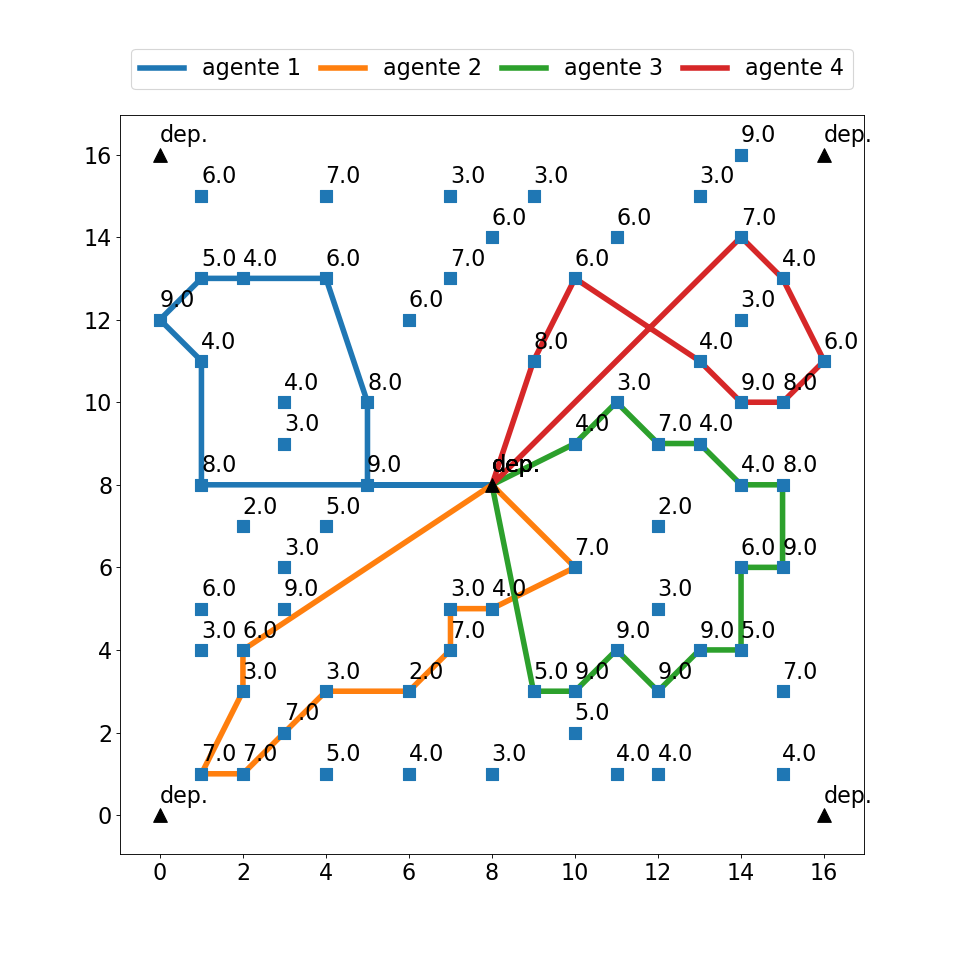 agente 1 agente 2 agente 3 agente 4
9.0
16 dep. dep.
6.0 7.0 3.0 3.0 3.0
6.0 6.0 7.0
14
5.0 4.0 6.0 7.0 6.0 4.0
9.0 6.0 3.0
12
4.0 8.0 4.0 6.0
4.0 8.0 3.0 9.0 8.0
10
3.0 4.0 7.0 4.0
8.0 9.0 dep. dep. 4.0 8.0
8
2.0 5.0 2.0
3.0 7.0 6.0 9.0
6
6.0 9.0 3.0 4.0 3.0
3.0 6.0 7.0 9.0 9.0 5.0
4
3.0 3.0 2.0 5.0 9.0 9.0 7.0
7.0 5.0
2
7.0 7.0 5.0 4.0 3.0 4.0 4.0 4.0
dep. dep.
0
0 2 4 6 8 10 12 14 16